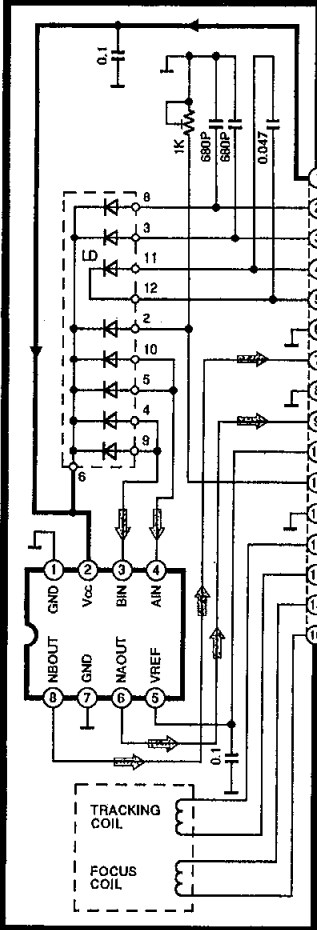 0.1
1K
680P
680P
0.047
8
3
LD
11
12
2
10
5
4
9
6
1
2
3
4
GND
Vcc
BIN
AIN
NBOUT
GND
NAOUT
VREF
8
7
6
5
0.1
TRACKING
COIL
FOCUS
COIL